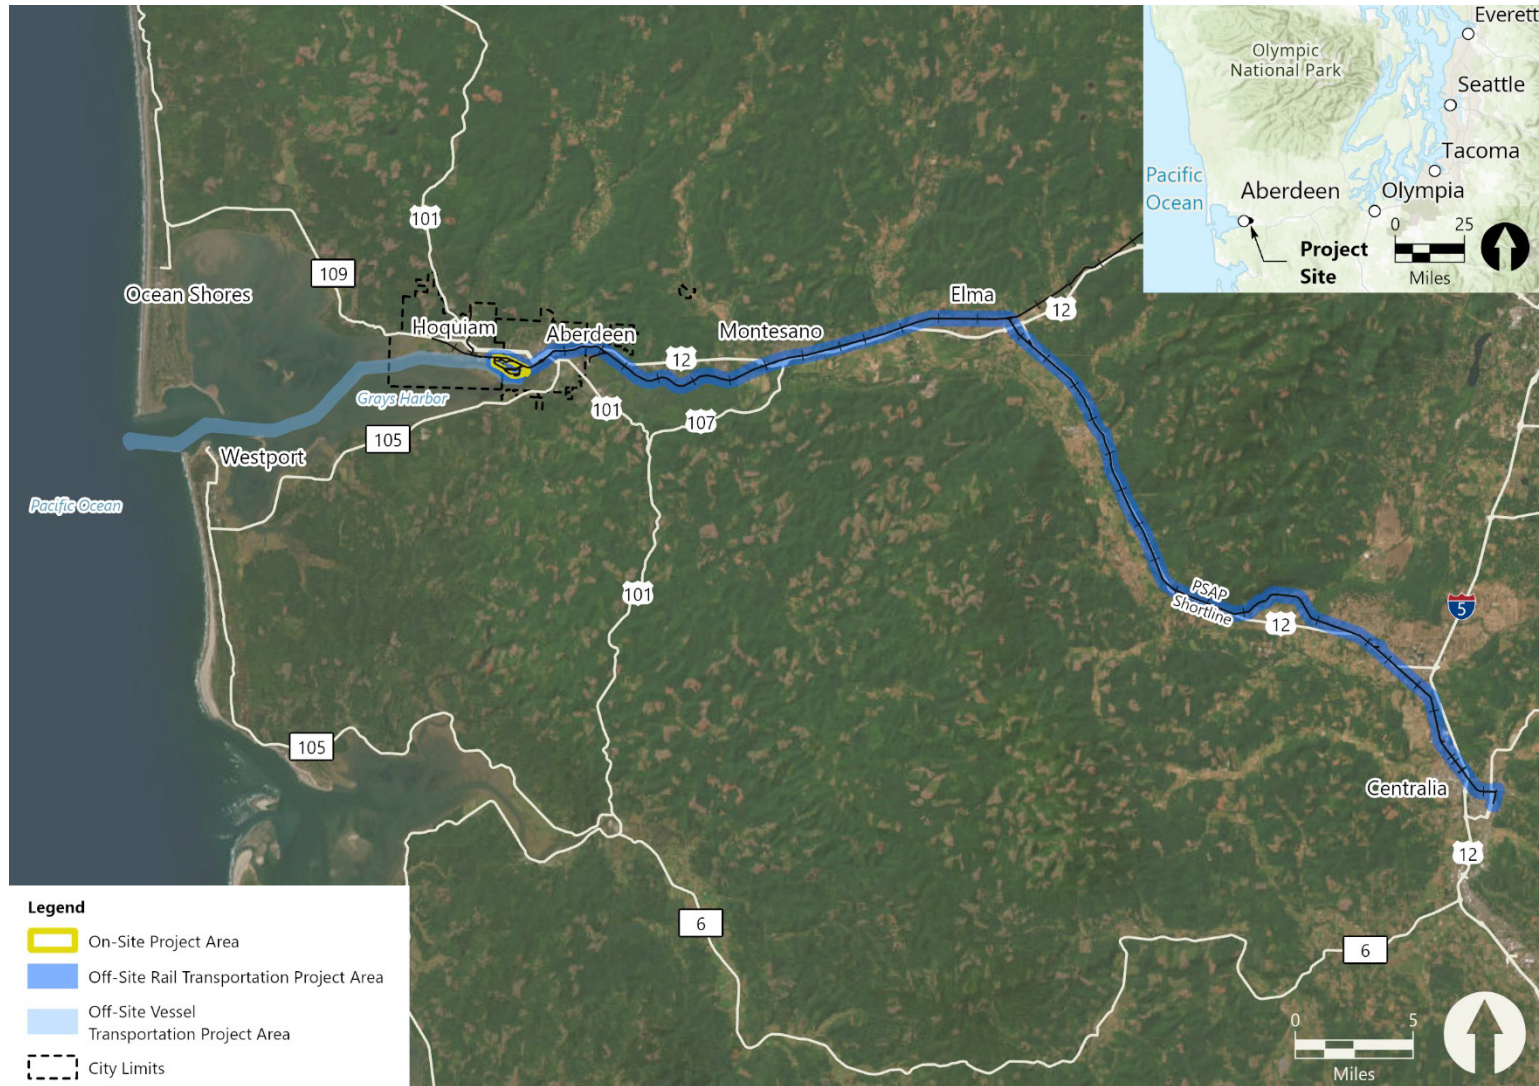 Everett
Olympic
National Park
Seattle
Tacoma
Pacific
Ocean
Aberdeen
Olympia
0 25
Miles
Project
Site
101
109
Ocean Shores
Hoquiam
Aberdeen
Montesano
Elma
12
12
Grays Harbor
101
107
105
Westport
Pacific Ocean
101
PSAP
Shortline
12
5
105
Centralia
12
6
6
Legend
On-Site Project Area
Off-Site Rail Transportation Project Area
Off-Site Vessel
Transportation Project Area
City Limits
0 5
Miles